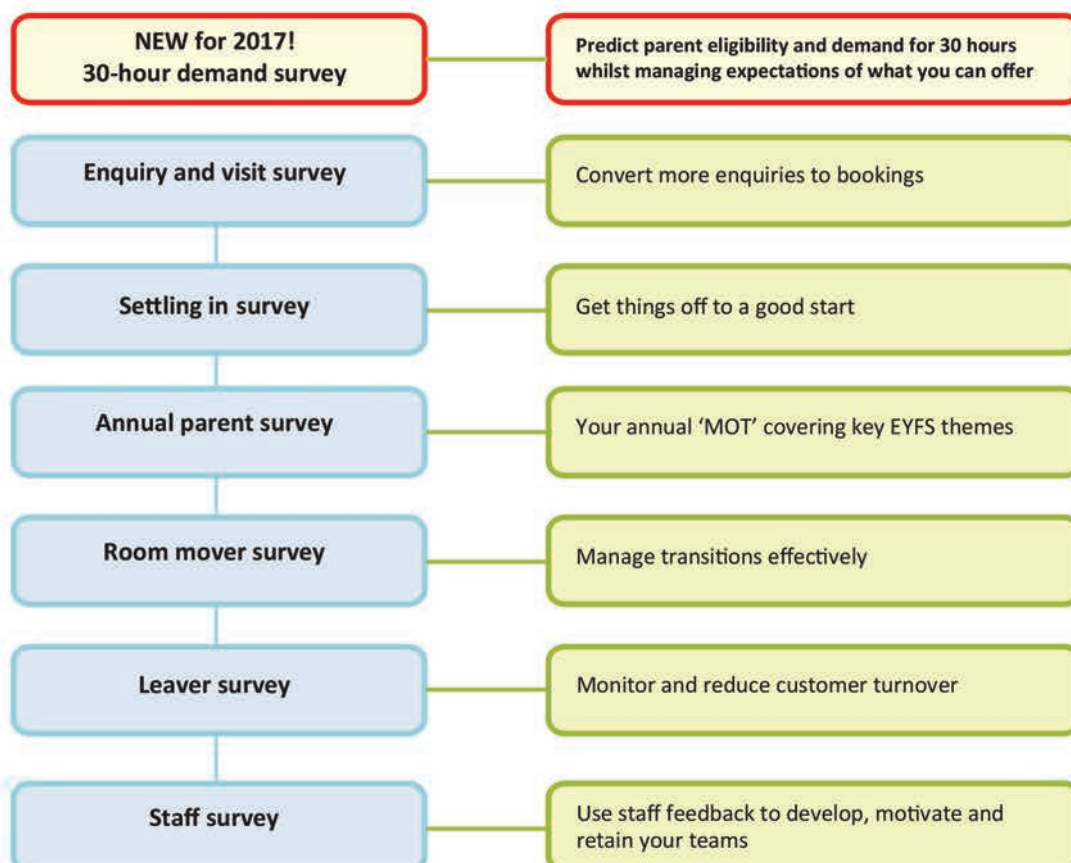 NEW for 2017!
30-hour demand survey
Predict parent eligibility and demand for 30 hours
whilst managing expectations of what you can offer
Enquiry and visit survey
Convert more enquiries to bookings
Settling in survey
Get things off to a good start
Annual parent survey
Your annual ‘MOT’ covering key EYFS themes
Room mover survey
Manage transitions effectively
Leaver survey
Monitor and reduce customer turnover
Staff survey
Use staff feedback to develop, motivate and
retain your teams